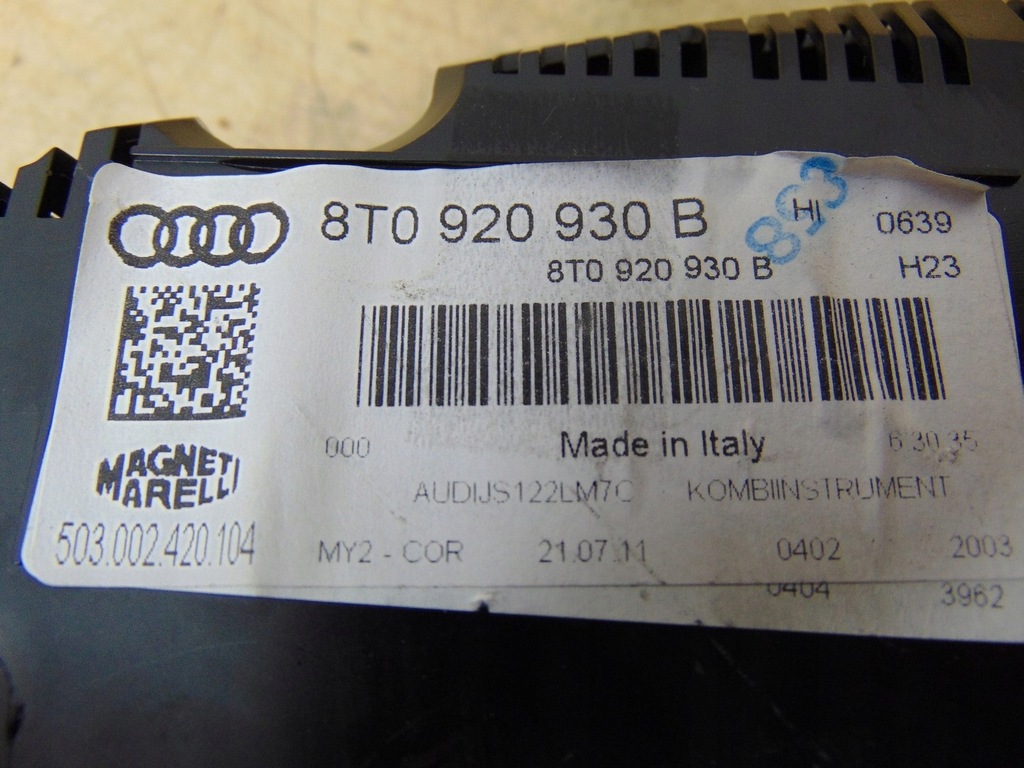 8T0 920 930 B HI 0639
8T0 920 930 B H23
000 Made in Italy 6 30 35
MAGNETI
MARELLI
AUDIJS122LM7C KOMBIINSTRUMENT
503.002.420.104
MY2 - COR 21.07.11 0402 2003
0404 3962